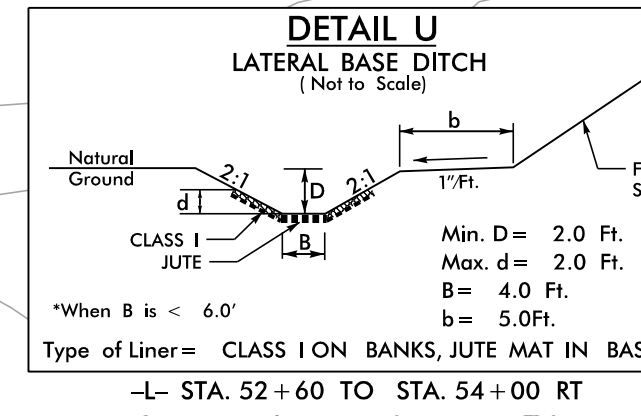 DETAIL U
LATERAL BASE DITCH
( Not to Scale)
b
Natural
Ground
2:1
D
2:1
1"/Ft.
d
CLASS I
JUTE
B
Min. D = 2.0 Ft.
Max. d = 2.0 Ft.
B = 4.0 Ft.
b = 5.0Ft.
*When B is < 6.0'
Type of Liner = CLASS I ON BANKS, JUTE MAT IN
-L- STA. 52+60 TO STA. 54+00 RT